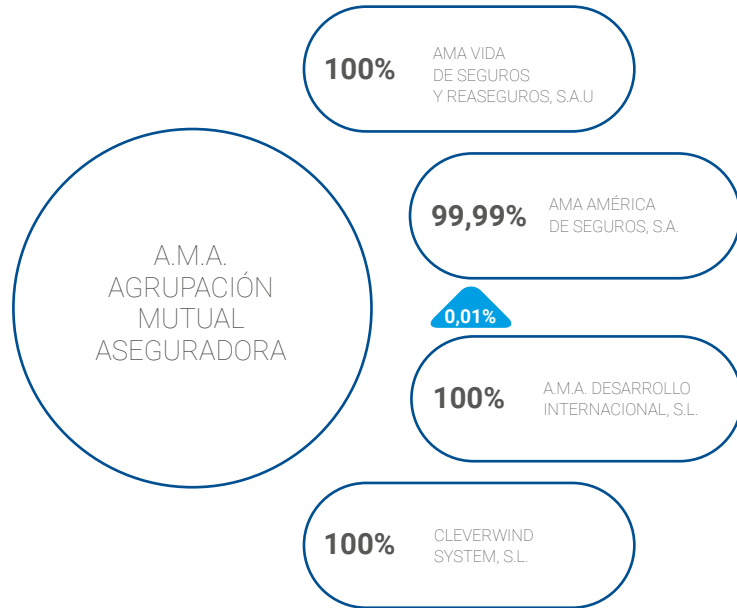 100%
AMA VIDA
DE SEGUROS
Y REASEGUROS, S.A.U
99,99%
AMA AMÉRICA
DE SEGUROS, S.A.
A.M.A.
AGRUPACIÓN
MUTUAL
ASEGURADORA
0,01%
100%
A.M.A. DESARROLLO
INTERNACIONAL, S.L.
100%
CLEVERWIND
SYSTEM, S.L.